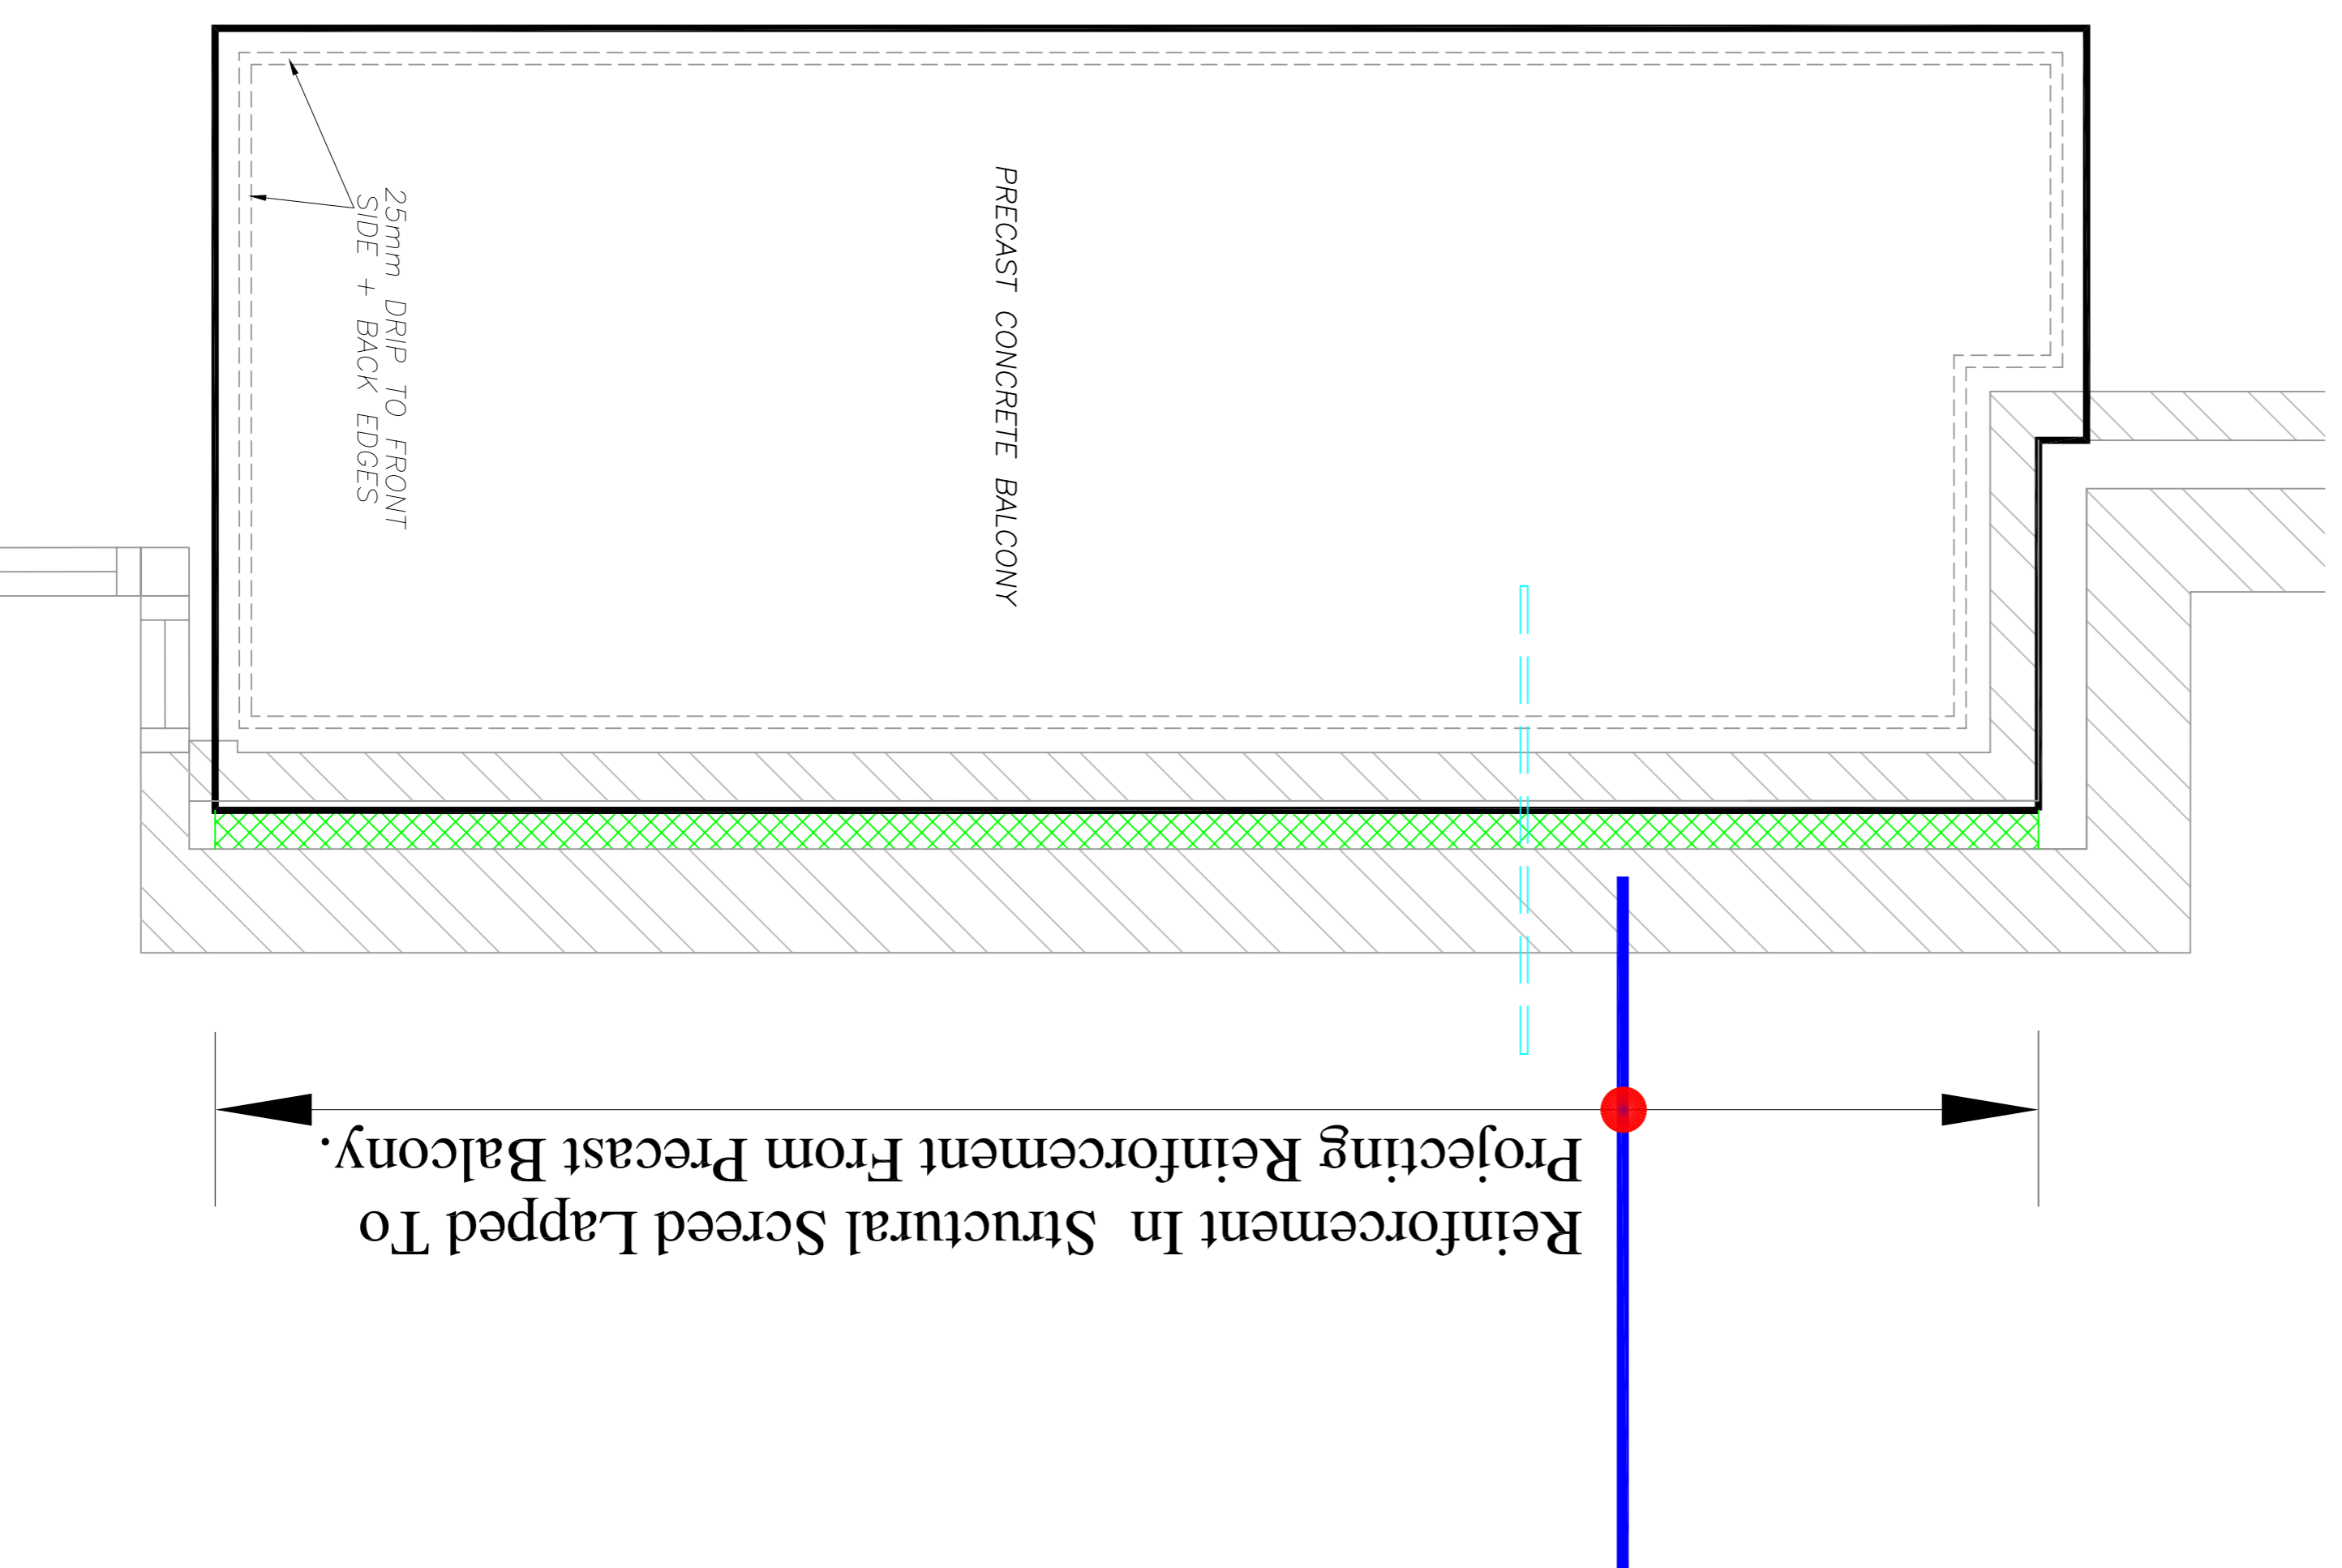 25mm DRIP TO FRONT
SIDE + BACK EDGES
PRECAST CONCRETE BALCONY
Reinforcement In Structural Screed Lapped To
Projecting Reinforcement From Precast Balcony.